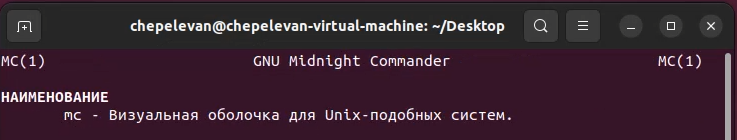 chepelevan@chepelevan-virtual-machine: ~/Desktop
MC(1) GNU Midnight Commander MC(1)
НАИМЕНОВАНИЕ
mc - Визуальная оболочка для Unix-подобных систем.